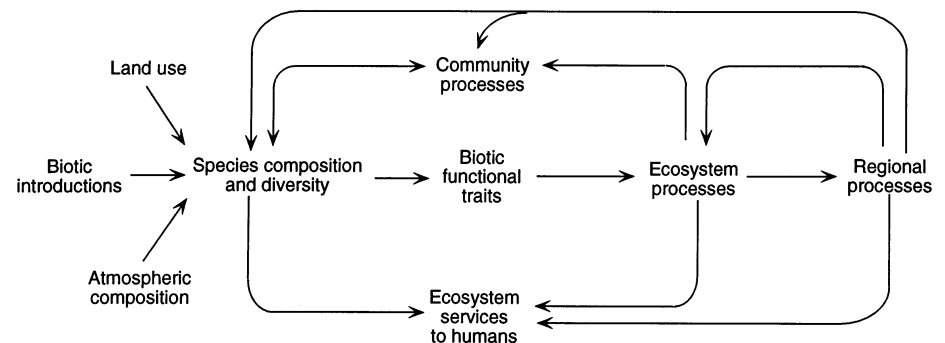 Land use
Community
processes
Biotic
introductions
Species composition
and diversity
Biotic
functional
traits
Ecosystem
processes
Regional
processes
Atmospheric
composition
Ecosystem
services
to humans